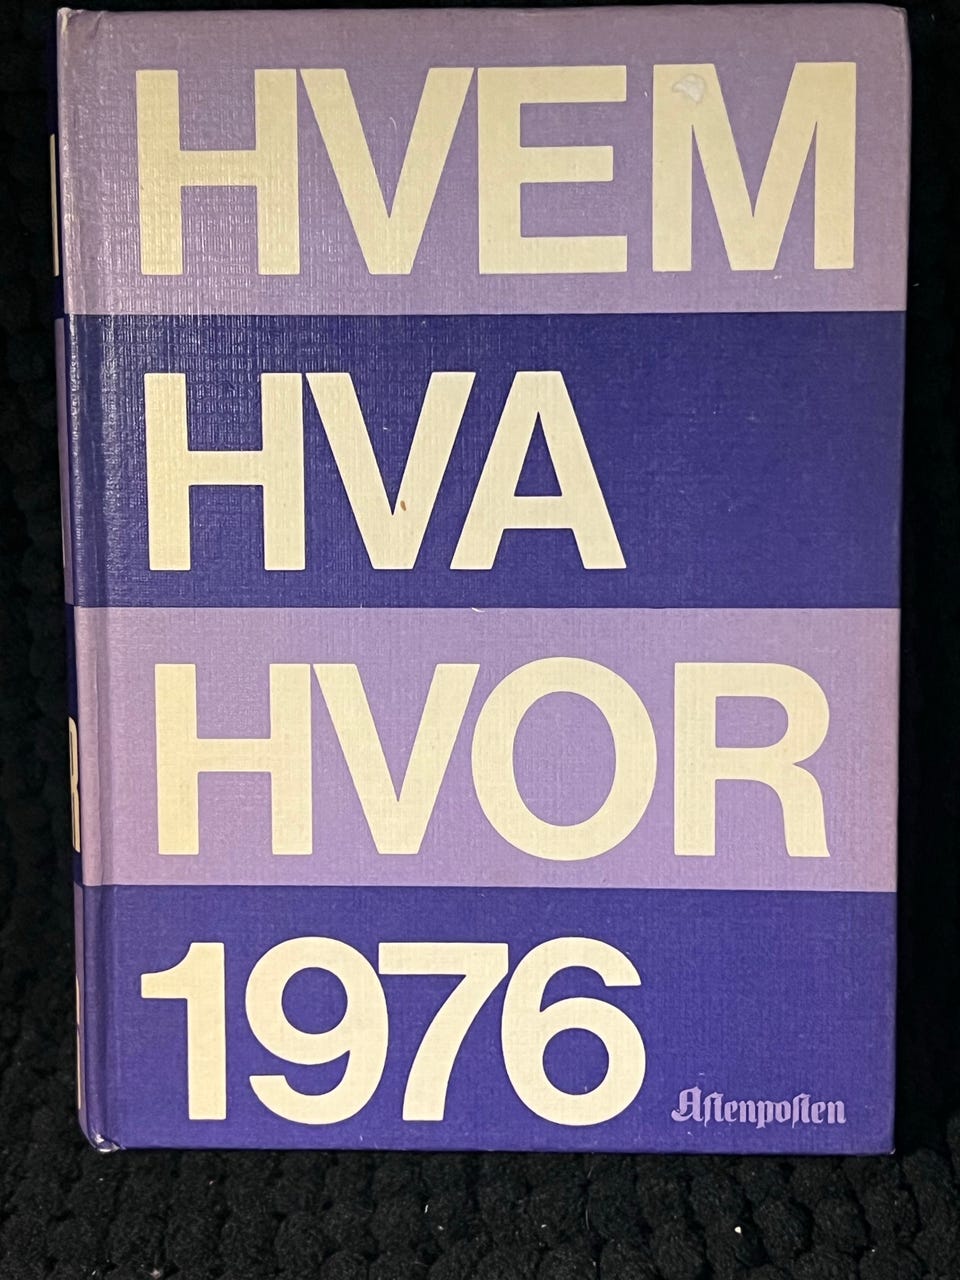 HVEM
HVA
HVOR
1976
Aftenposten